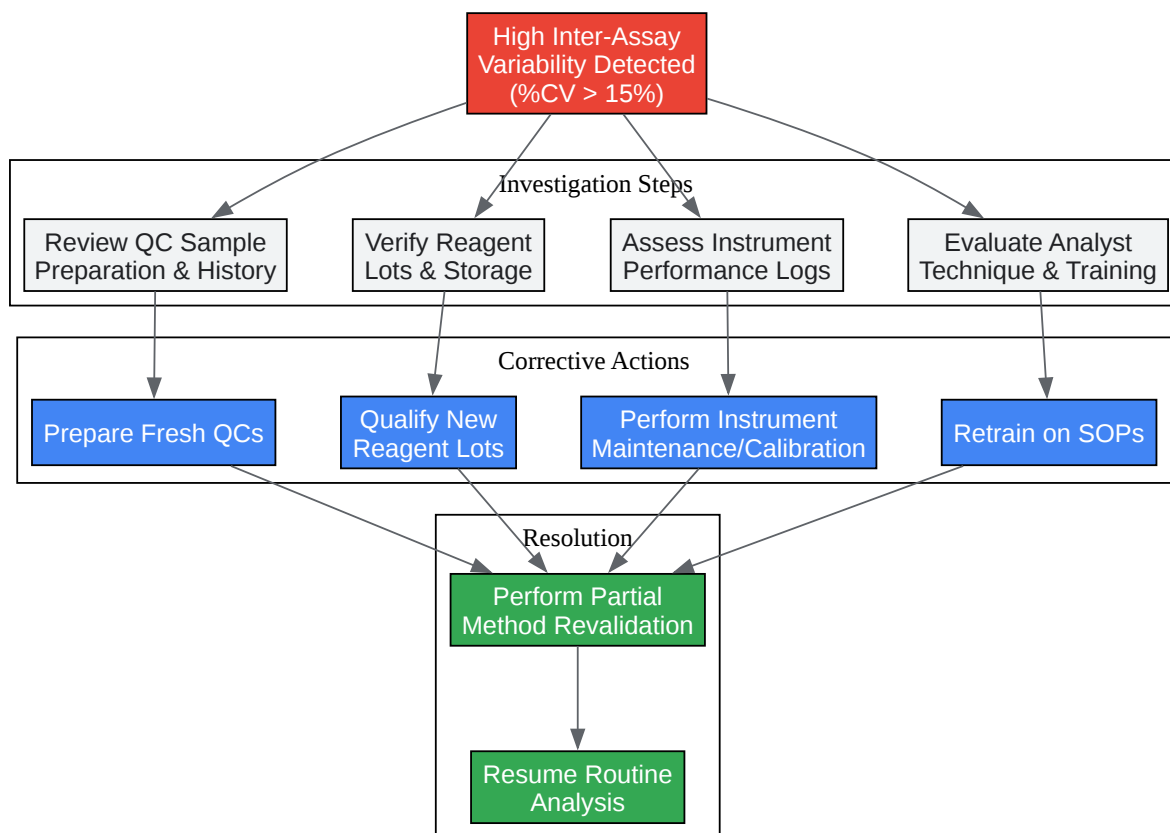 High Inter-Assay
Variability Detected
(%CV > 15%)
Investigation Steps
Review QC Sample
Preparation & History
Verify Reagent
Lots & Storage
Assess Instrument
Performance Logs
Evaluate Analyst
Technique & Training
Corrective Actions
Prepare Fresh QCs
Qualify New
Reagent Lots
Perform Instrument
Maintenance/Calibration
Retrain on SOPs
Resolution
Perform Partial
Method Revalidation
Resume Routine
Analysis